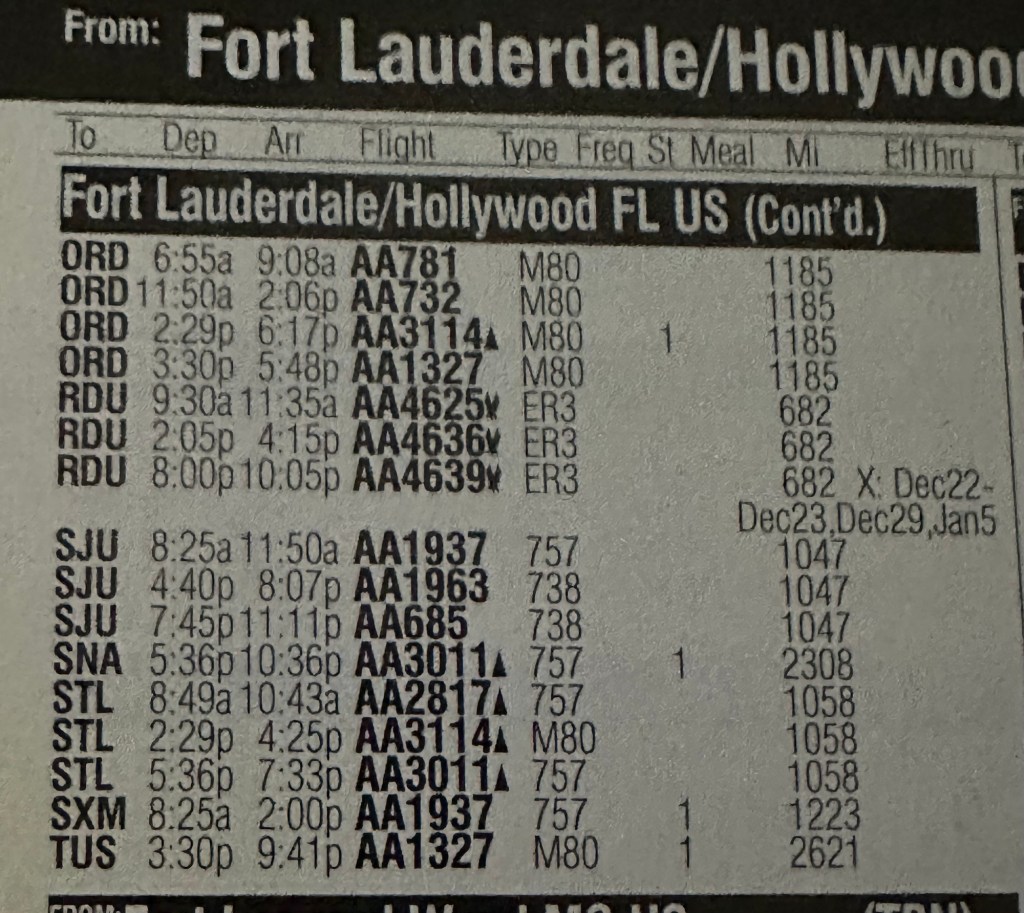 From: Fort Lauderdale/Hollywoo
To Dep Arr Flight Type Freq St Meal Mi EffThru
Fort Lauderdale/Hollywood FL US (Cont'd.)
ORD 6:55a 9:08a AA781 M80 1185
ORD 11:50a 2:06p AA732 M80 1185
ORD 2:29p 6:17p AA3114▲ M80 1 1185
ORD 3:30p 5:48p AA1327 M80 1185
RDU 9:30a 11:35a AA4625 ER3 682
RDU 2:05p 4:15p AA4636 ER3 682
RDU 8:00p 10:05p AA4639 ER3 682 X: Dec22-
Dec23,Dec29,Jan5
SJU 8:25a 11:50a AA1937 757 1047
SJU 4:40p 8:07p AA1963 738 1047
SJU 7:45p 11:11p AA685 738 1047
SNA 5:36p 10:36p AA3011▲ 757 1 2308
STL 8:49a 10:43a AA2817▲ 757 1058
STL 2:29p 4:25p AA3114▲ M80 1058
STL 5:36p 7:33p AA3011▲ 757 1058
SXM 8:25a 2:00p AA1937 757 1 1223
TUS 3:30p 9:41p AA1327 M80 1 2621